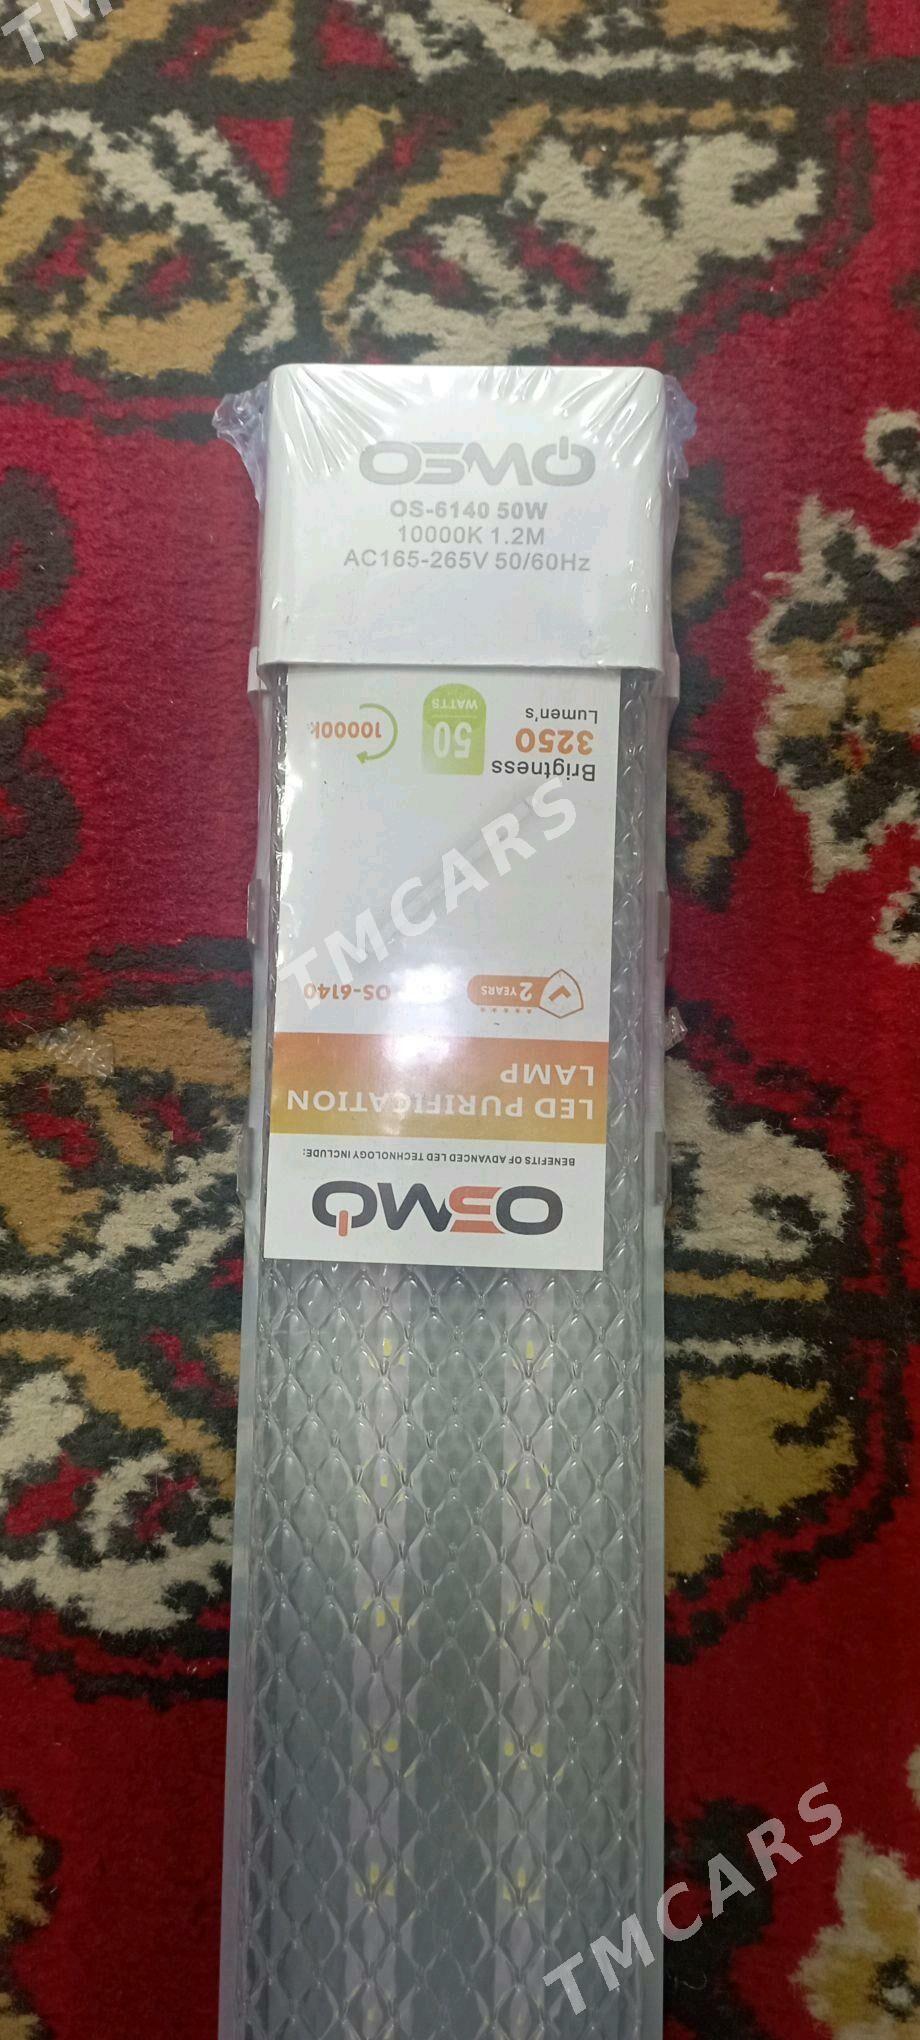 TM
OSMO
OS-6140 50W
10000K 1.2M
AC165-265V 50/60Hz
OSMO
BENEFITS OF ADVANCED LED TECHNOLOGY INCLUDE:
LED PURIFICATION
LAMP
2 YEARS
OS-6140
Brigtness
3250
Lumen's
50
WATTS
10000k
TMCARS
TMCARS